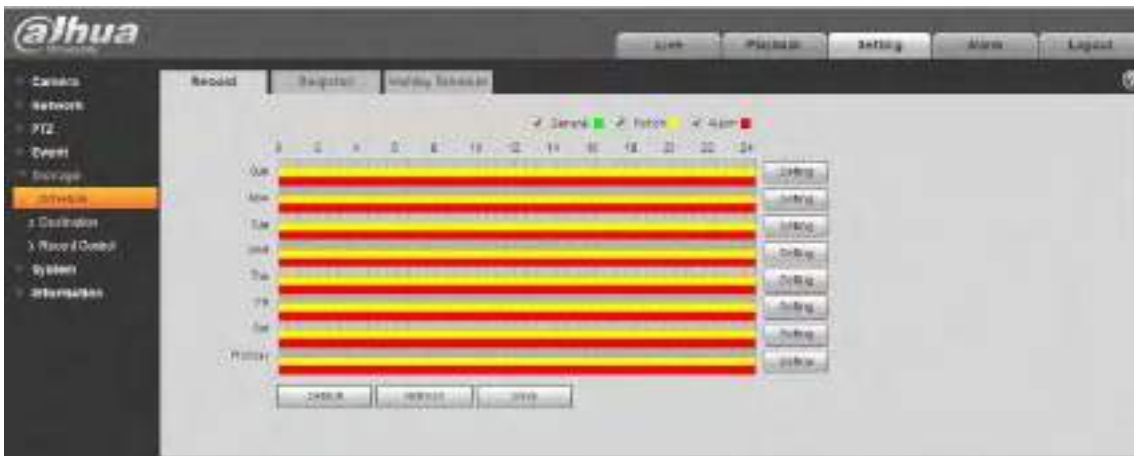 alhua
Live Playback Setting Alarm Logout
Camera
Network
PTZ
Event
Storage
Schedule
Destination
Record Control
System
Information
Record Snapshot Holiday Schedule
General Motion Alarm
0 2 4 6 8 10 12 14 16 18 20 22 24
Sun Setting
Mon Setting
Tue Setting
Wed Setting
Thu Setting
Fri Setting
Sat Setting
Holiday Setting
Default Refresh Save